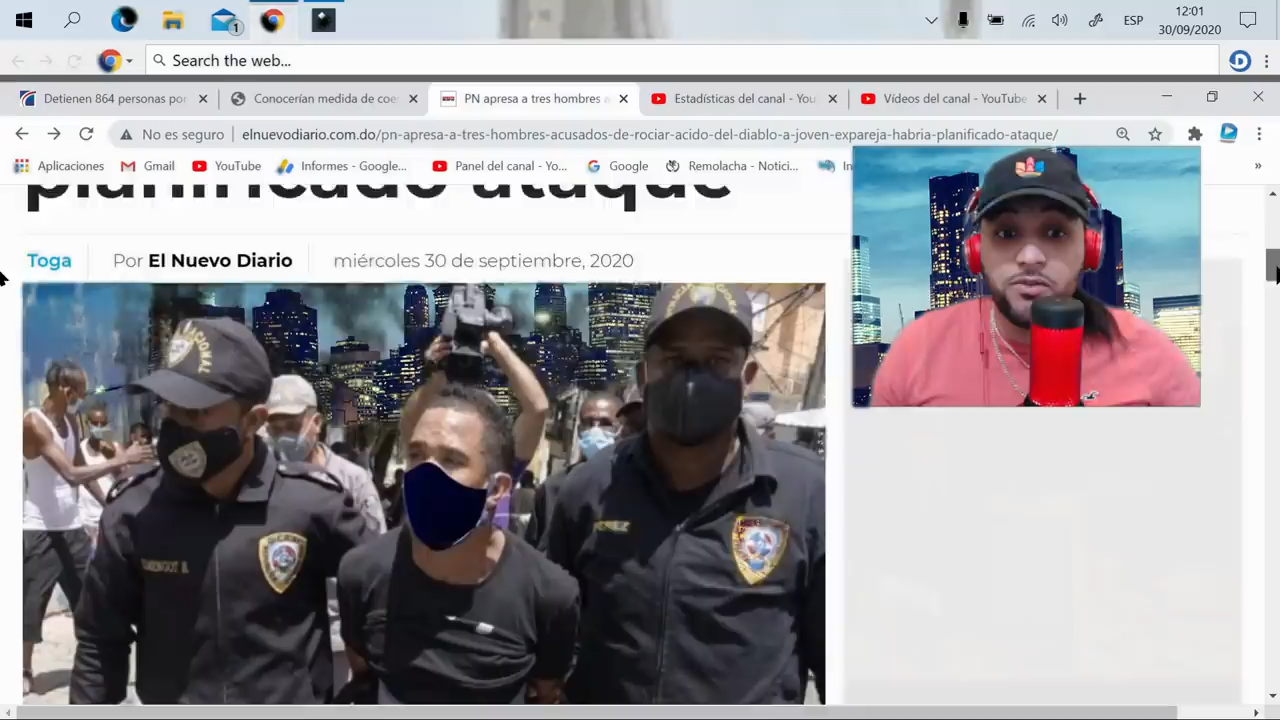 1
ESP
12:01
30/09/2020
Search the web...
Detienen 864 personas por
Conocerían medida de coe
PN apresa a tres hombres a
Estadísticas del canal - You
Vídeos del canal - YouTube
No es seguro
elnuevodiario.com.do/pn-apresa-a-tres-hombres-acusados-de-rociar-acido-del-diablo-a-joven-expareja-habria-planificado-ataque/
Aplicaciones
Gmail
YouTube
Informes - Google...
Panel del canal - Yo...
Google
Remolacha - Notici...
In
»
planificado ataque
Toga
Por El Nuevo Diario
miércoles 30 de septiembre, 2020